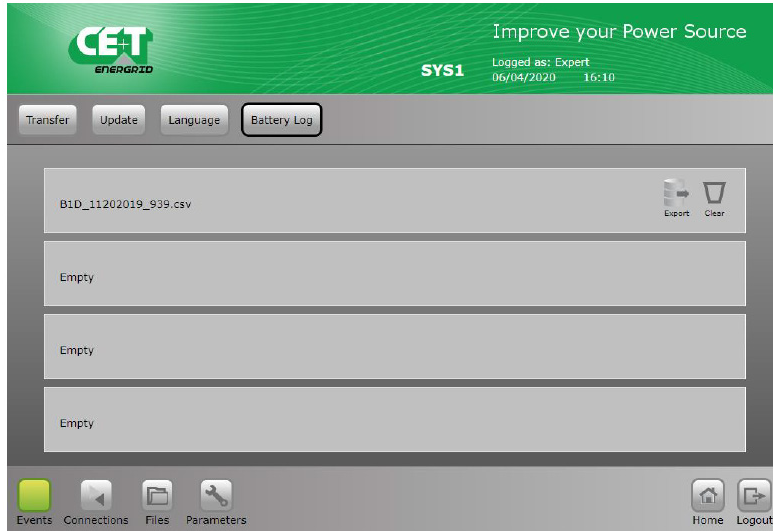 CE+T
ENERGRID
Improve your Power Source
SYS1
Logged as: Expert
06/04/2020 16:10
Transfer
Update
Language
Battery Log
B1D_11202019_939.csv
Export
Clear
Empty
Empty
Empty
Events
Connections
Files
Parameters
Home
Logout